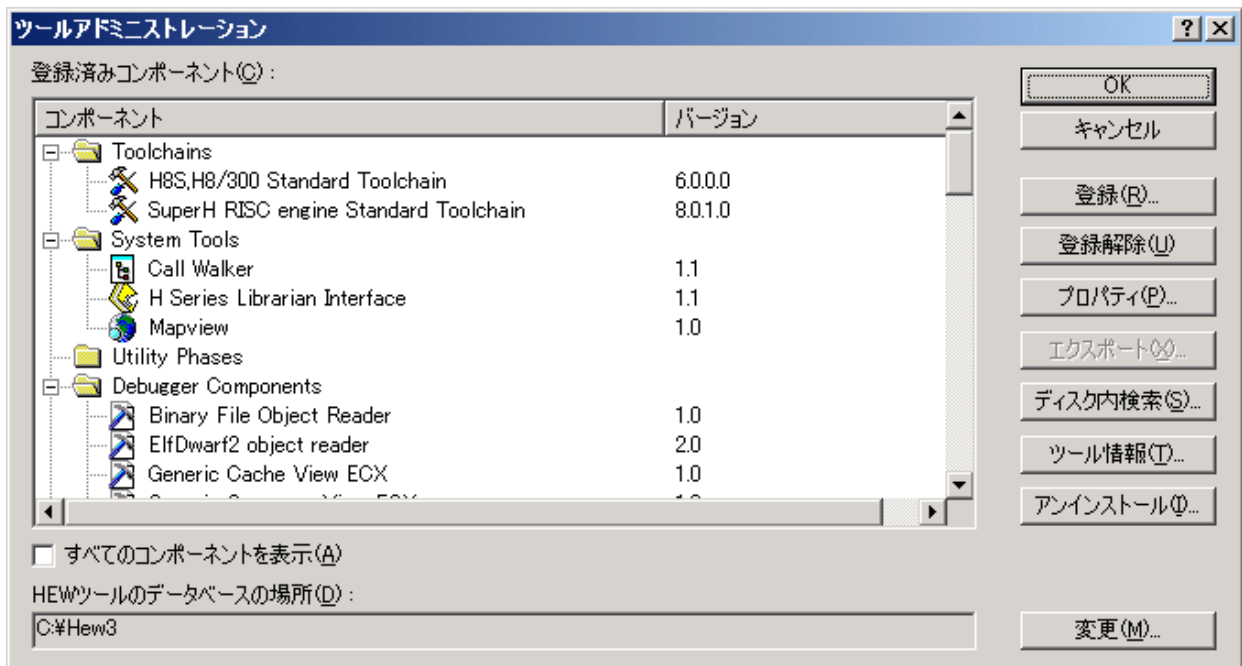 ツールアドミニストレーション
登録済みコンポーネント(C):
コンポーネント バージョン
Toolchains
H8S,H8/300 Standard Toolchain 6.0.0.0
SuperH RISC engine Standard Toolchain 8.0.1.0
System Tools
Call Walker 1.1
H Series Librarian Interface 1.1
Mapview 1.0
Utility Phases
Debugger Components
Binary File Object Reader 1.0
ElfDwarf2 object reader 2.0
Generic Cache View ECX 1.0
すべてのコンポーネントを表示(A)
HEWツールのデータベースの場所(D):
C:¥Hew3
OK
キャンセル
登録(R)...
登録解除(U)
プロパティ(P)...
エクスポート(X)...
ディスク内検索(S)...
ツール情報(T)...
アンインストール(I)...
変更(M)...